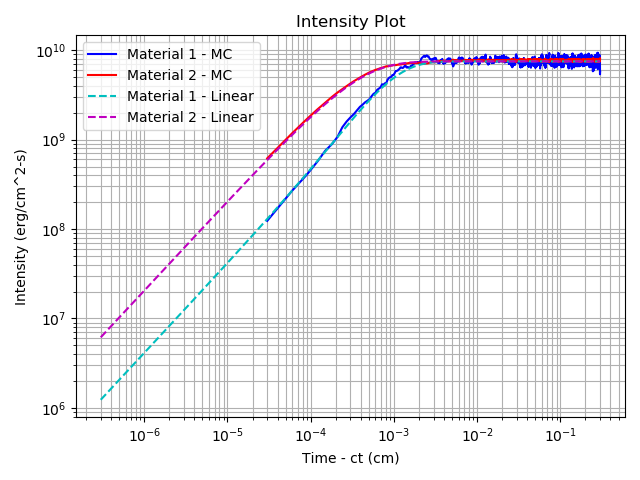 Intensity Plot
Material 1 - MC
Material 2 - MC
Material 1 - Linear
Material 2 - Linear
Intensity (erg/cm^2-s)
10^10
10^9
10^8
10^7
10^6
10^-6 10^-5 10^-4 10^-3 10^-2 10^-1
Time - ct (cm)